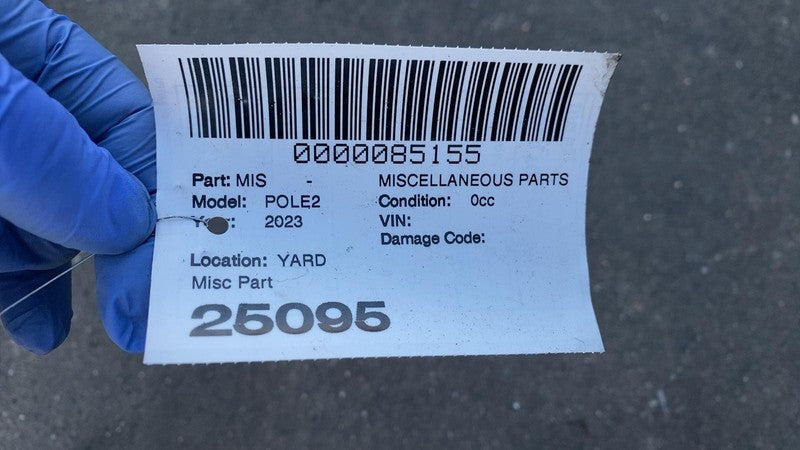 0000085155
Part: MIS - MISCELLANEOUS PARTS
Model: POLE2 Condition: 0cc
2023 VIN:
Damage Code:
Location: YARD
Misc Part
25095